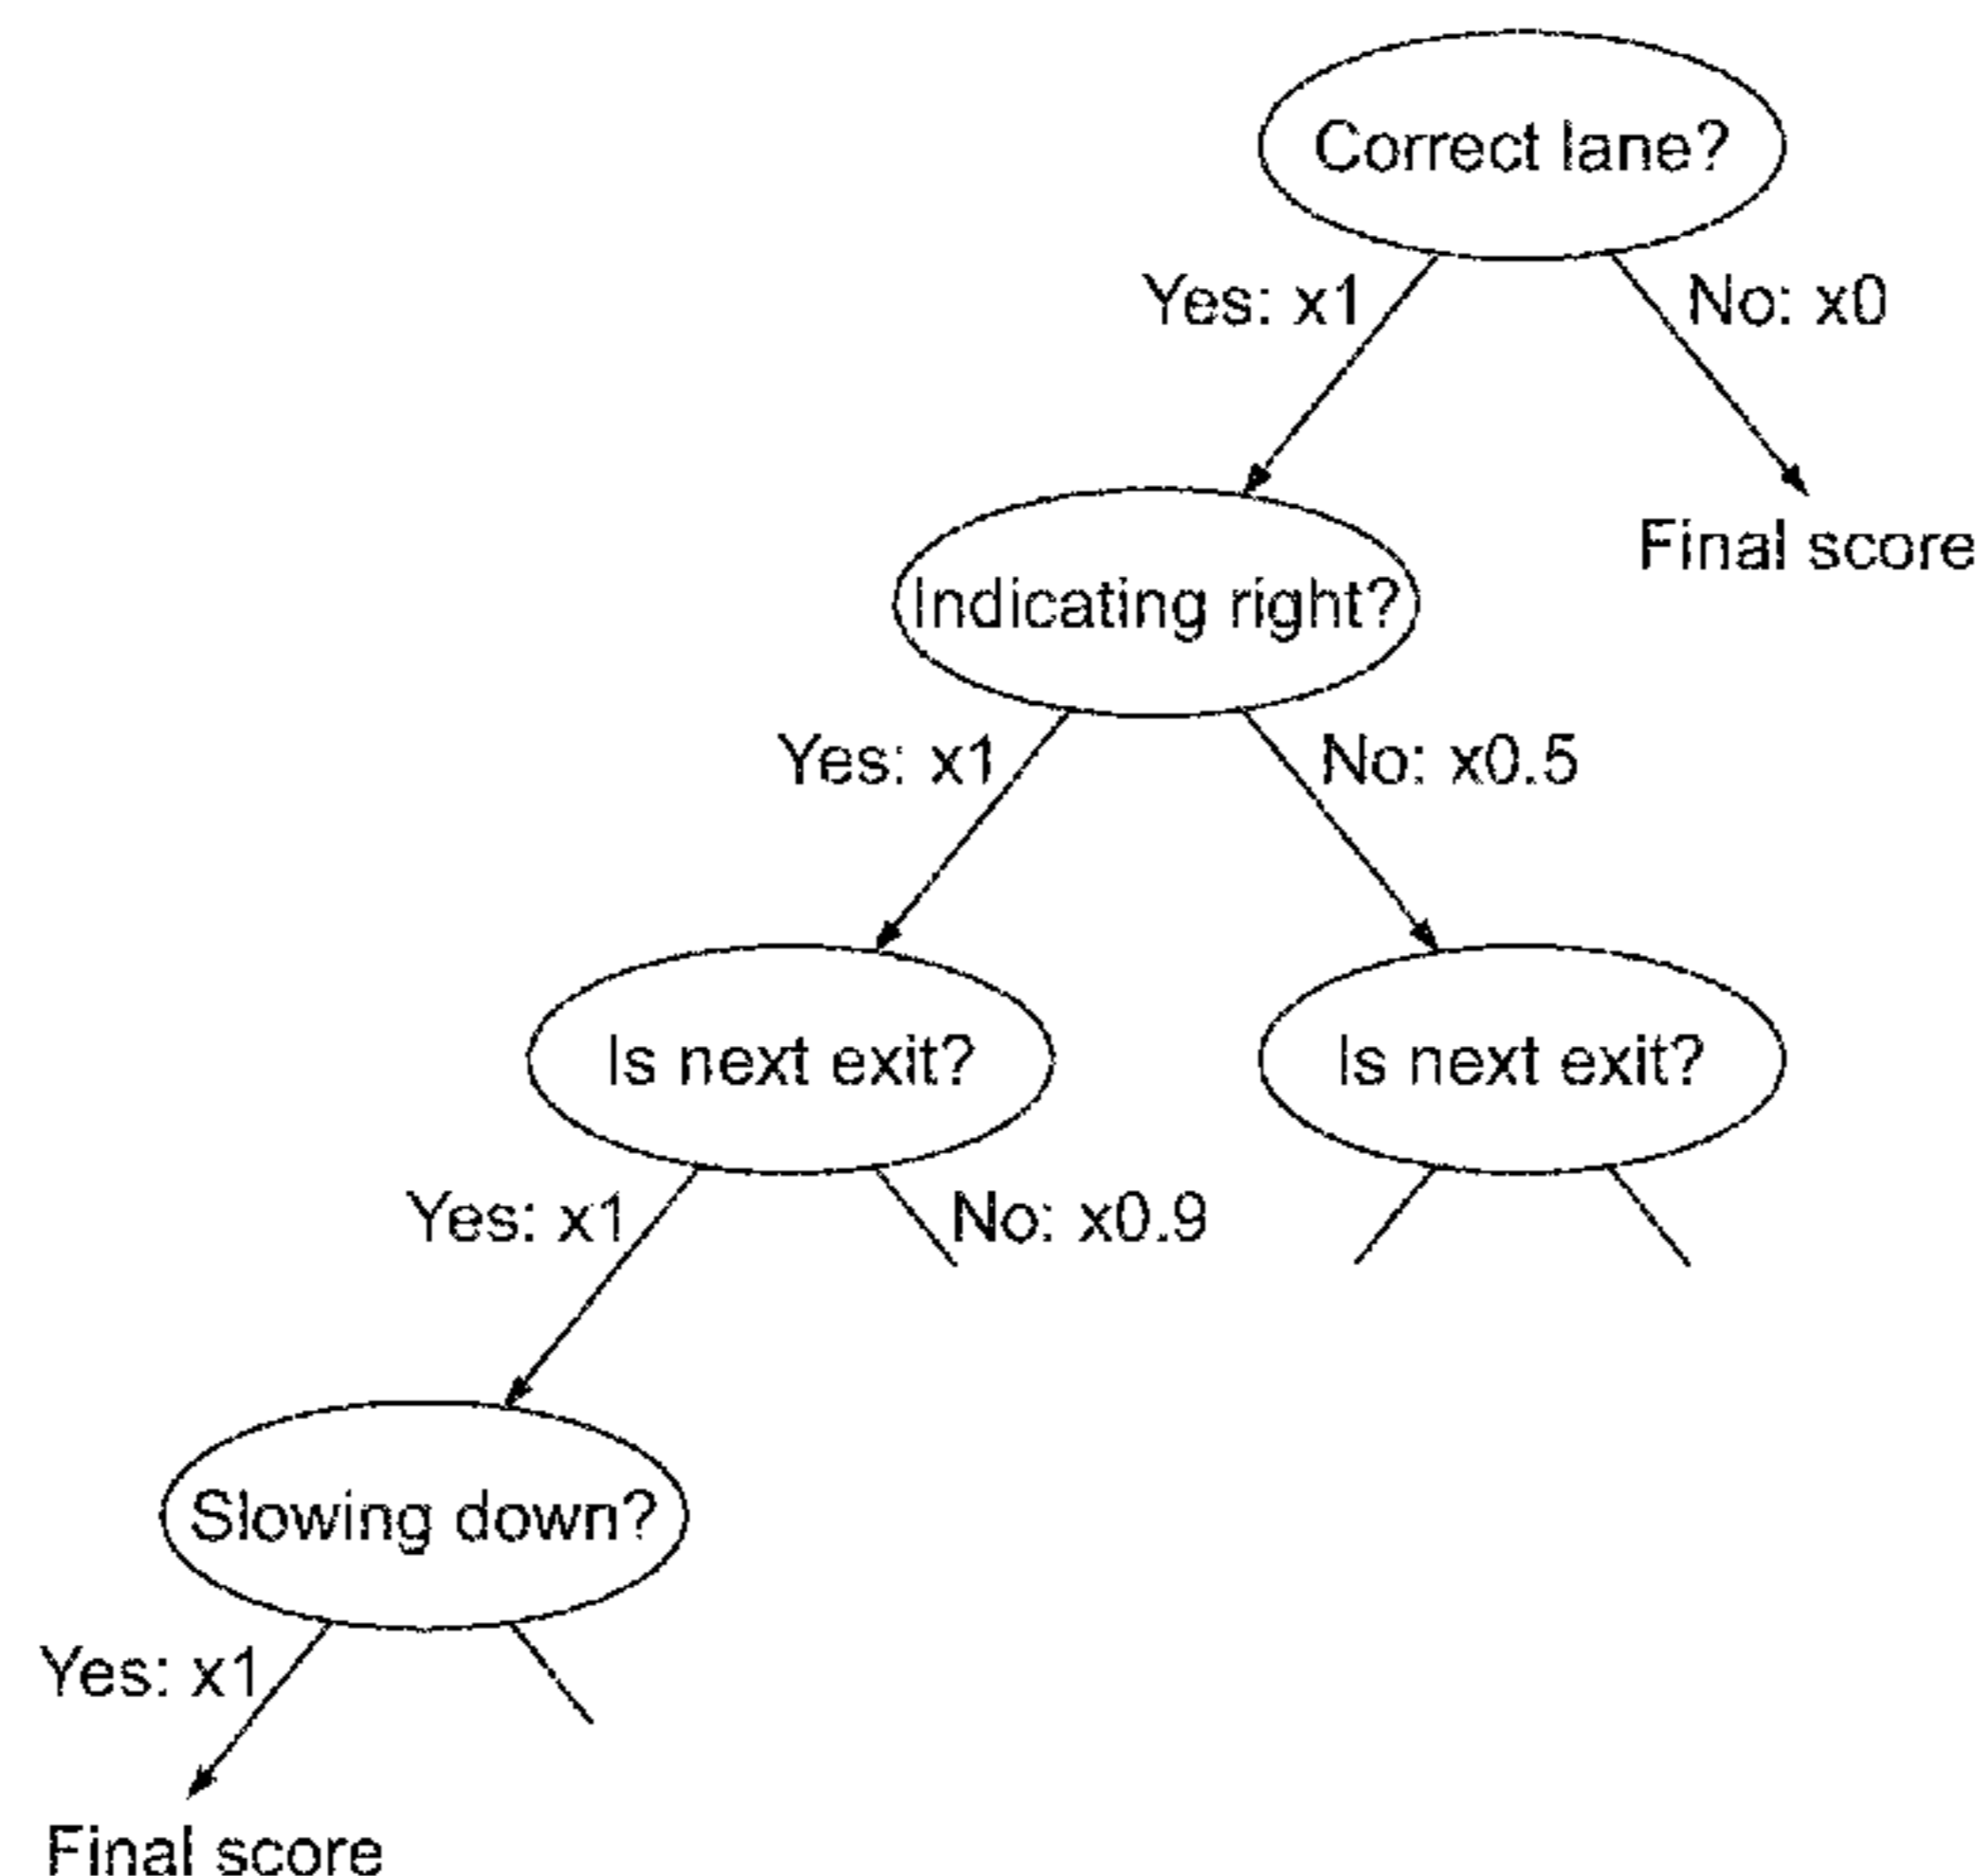 Correct lane?
Yes: x1
No: x0
Final score
Indicating right?
Yes: x1
No: x0.5
Is next exit?
Is next exit?
Yes: x1
No: x0.9
Slowing down?
Yes: x1
Final score